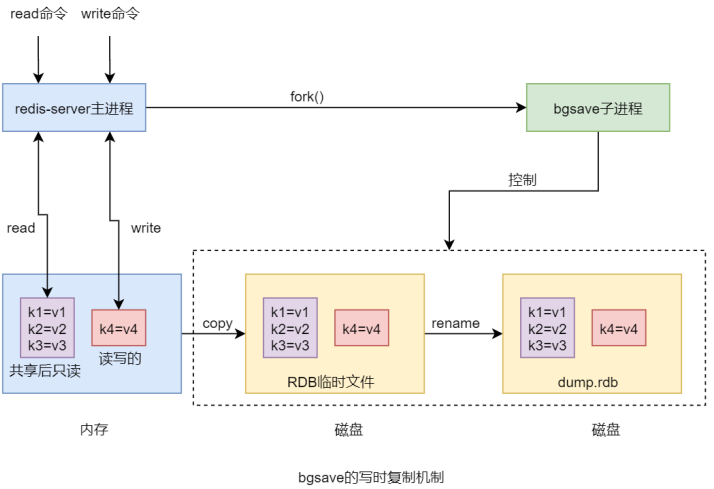 read命令
write命令
redis-server主进程
fork()
bgsave子进程
控制
read
write
k1=v1
k2=v2
k3=v3
k4=v4
共享后只读
读写的
copy
k1=v1
k2=v2
k3=v3
k4=v4
RDB临时文件
rename
k1=v1
k2=v2
k3=v3
k4=v4
dump.rdb
内存
磁盘
磁盘
bgsave的写时复制机制